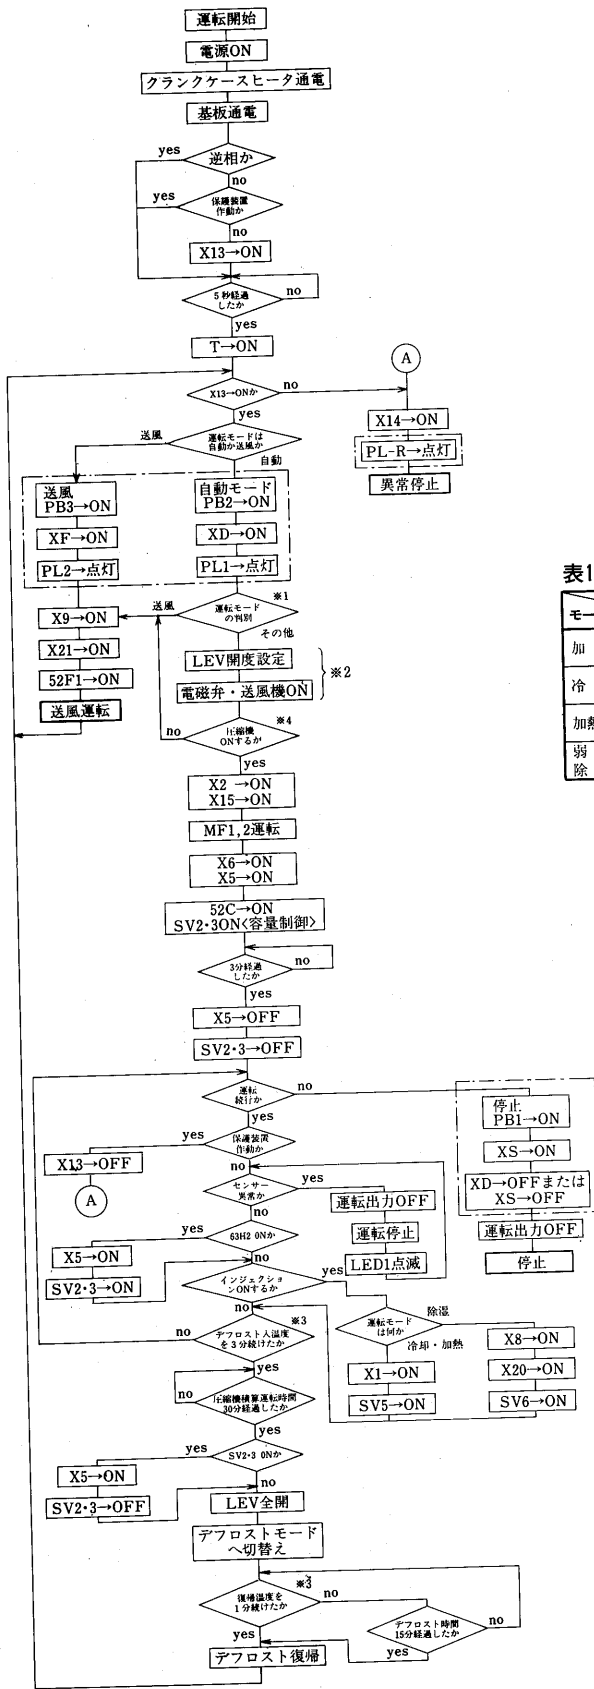 運転開始
電源ON
クランクケースヒータ通電
基板通電
yes
逆相か
no
yes
保護装置
作動か
no
X13→ON
5秒経過
したか
no
yes
T→ON
X13→ONか
no
yes
A
X14→ON
PL-R→点灯
異常停止
送風
運転モードは
自動か送風か
自動
送風
PB3→ON
自動モード
PB2→ON
XF→ON
XD→ON
PL2→点灯
PL1→点灯
※1
X9→ON
送風
運転モード
の判別
その他
X21→ON
LEV開度設定
※2
52F1→ON
電磁弁・送風機ON
送風運転
※4
no
圧縮機
ONするか
yes
X2→ON
X15→ON
MF1,2運転
X6→ON
X5→ON
52C→ON
SV2・3ON<容量制御>
3分経過
したか
no
yes
X5→OFF
SV2・3→OFF
運転
続行か
no
yes
停止
PB1→ON
XS→ON
XD→OFFまたは
XS→OFF
運転出力OFF
停止
yes
保護装置
作動か
X13→OFF
no
A
センサー
異常か
yes
no
運転出力OFF
運転停止
LED1点滅
yes
63H2 ONか
no
X5→ON
SV2・3→ON
インジェクショ
ンONするか
yes
no
運転モード
は何か
除湿
冷却・加熱
X8→ON
X1→ON
X20→ON
SV5→ON
SV6→ON
※3
no
デフロスト入温度
を3分続けたか
yes
no
圧縮機積算運転時間
30分経過したか
yes
yes
SV2・3 ONか
no
X5→ON
SV2・3→OFF
LEV全開
デフロストモード
へ切替え
※3
復帰温度を
1分続けたか
no
yes
デフロスト時間
15分経過したか
no
yes
デフロスト復帰
表1
モー
加
冷
加熱
弱
除